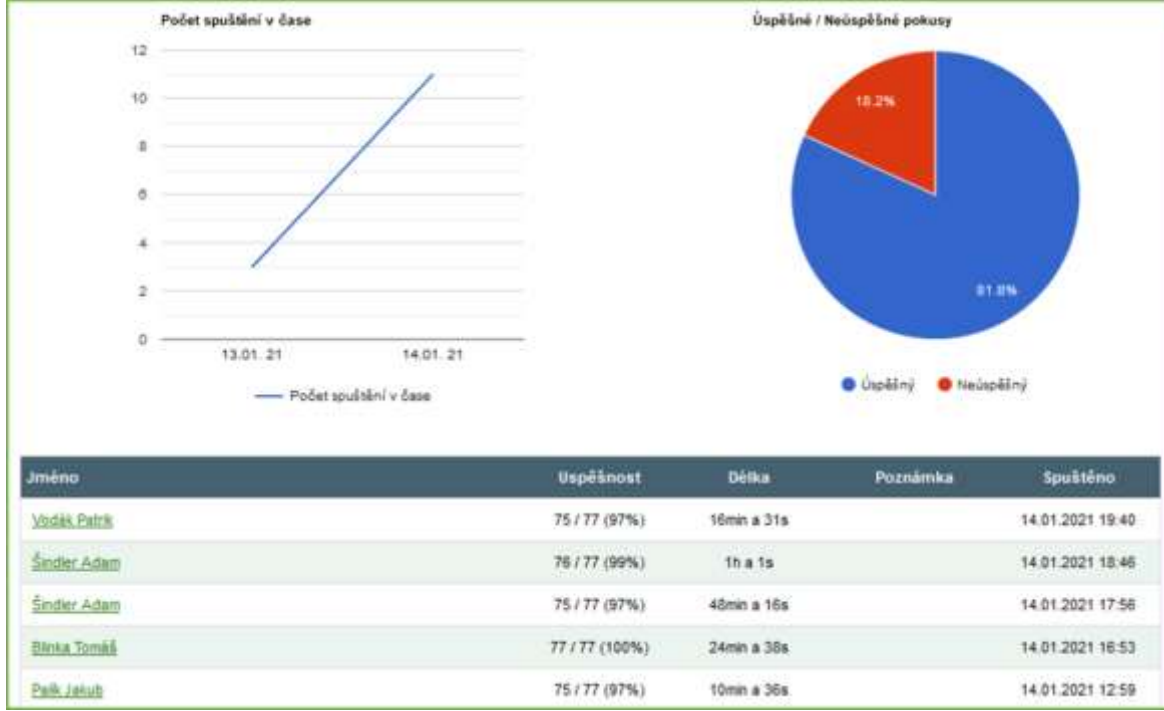 Počet spuštění v čase
Úspěšné / Neúspěšné pokusy
12
10
8
6
4
2
0
13.01. 21
14.01. 21
Počet spuštění v čase
18.2%
81.8%
Úspěšný
Neúspěšný
Jméno Uspěšnost Délka Poznámka Spuštěno
Vodák Patrik 75 / 77 (97%) 16min a 31s 14.01.2021 19:40
Šindler Adam 76 / 77 (99%) 1h a 1s 14.01.2021 18:46
Šindler Adam 75 / 77 (97%) 48min a 16s 14.01.2021 17:56
Blinka Tomáš 77 / 77 (100%) 24min a 38s 14.01.2021 16:53
Jakub 75 / 77 (97%) 10min a 36s 14.01.2021 12:59